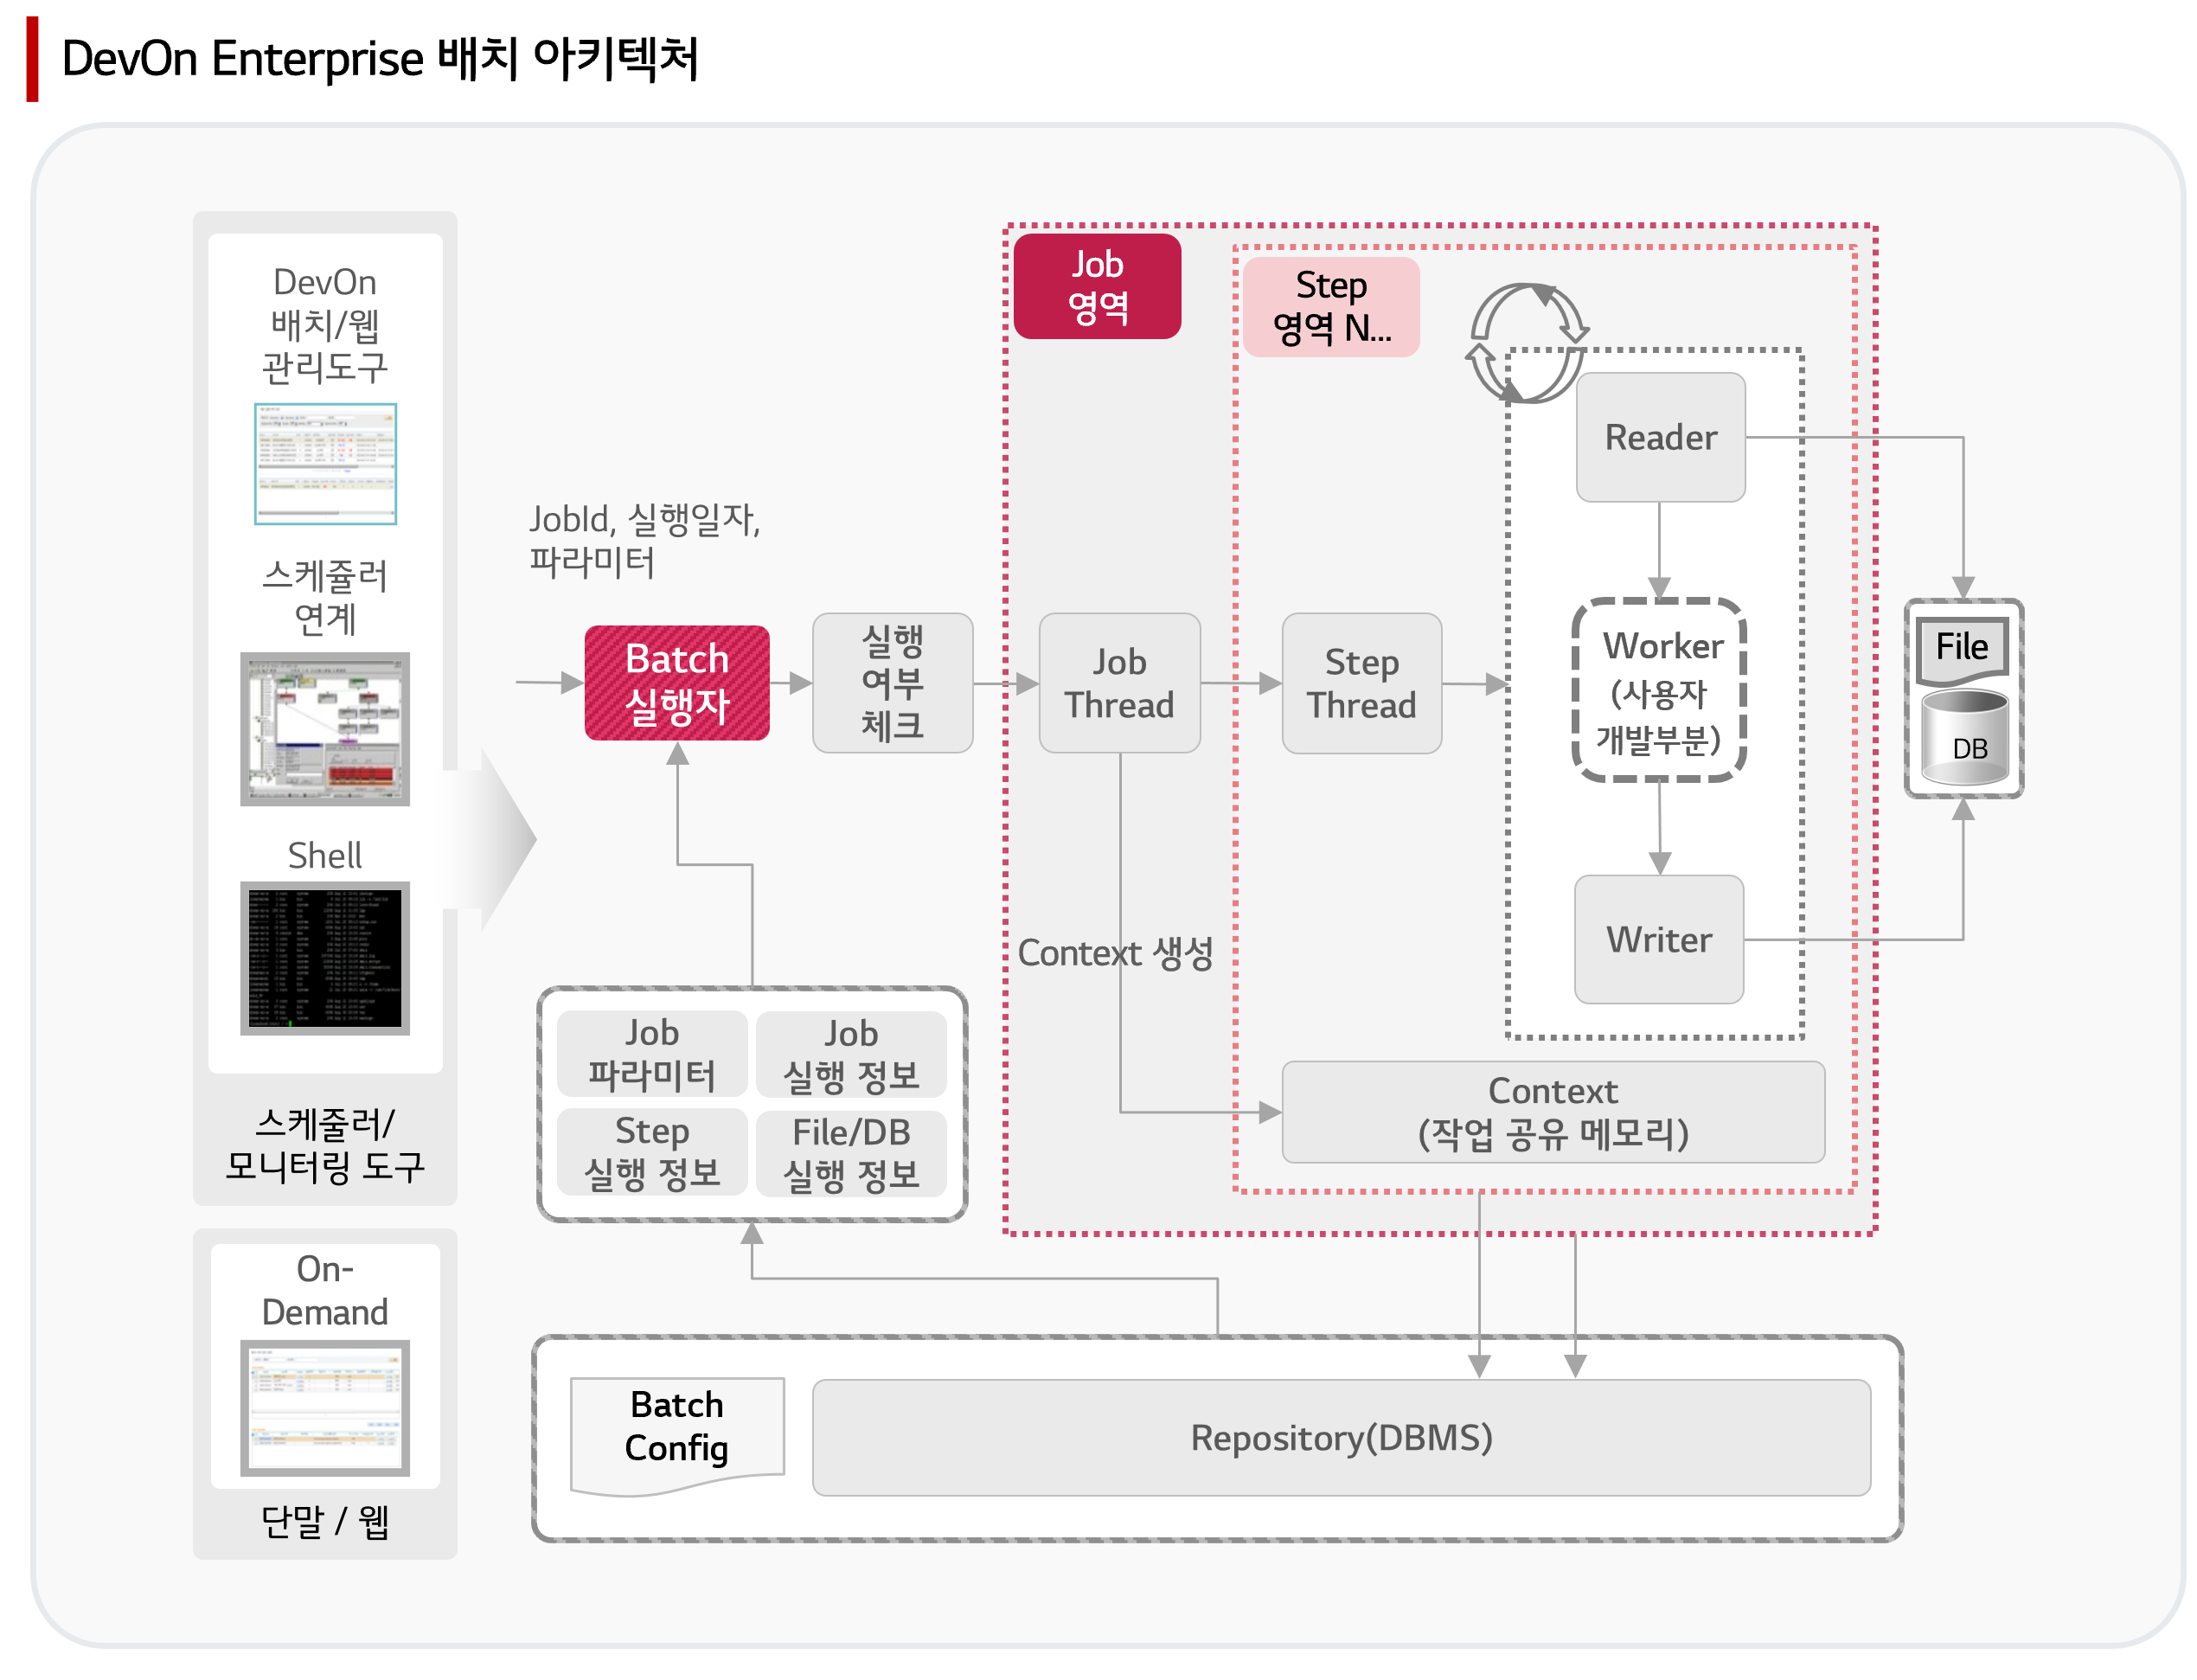 DevOn Enterprise 배치 아키텍처
DevOn
배치/웹
관리도구
스케쥴러
연계
Shell
스케줄러/
모니터링 도구
On-
Demand
단말 / 웹
JobId, 실행일자,
파라미터
Batch
실행자
실행
여부
체크
Job
영역
Job
Thread
Context 생성
Step
영역 N...
Step
Thread
Reader
Worker
(사용자
개발부분)
Writer
Context
(작업 공유 메모리)
File
DB
Job
파라미터
Job
실행 정보
Step
실행 정보
File/DB
실행 정보
Batch
Config
Repository(DBMS)